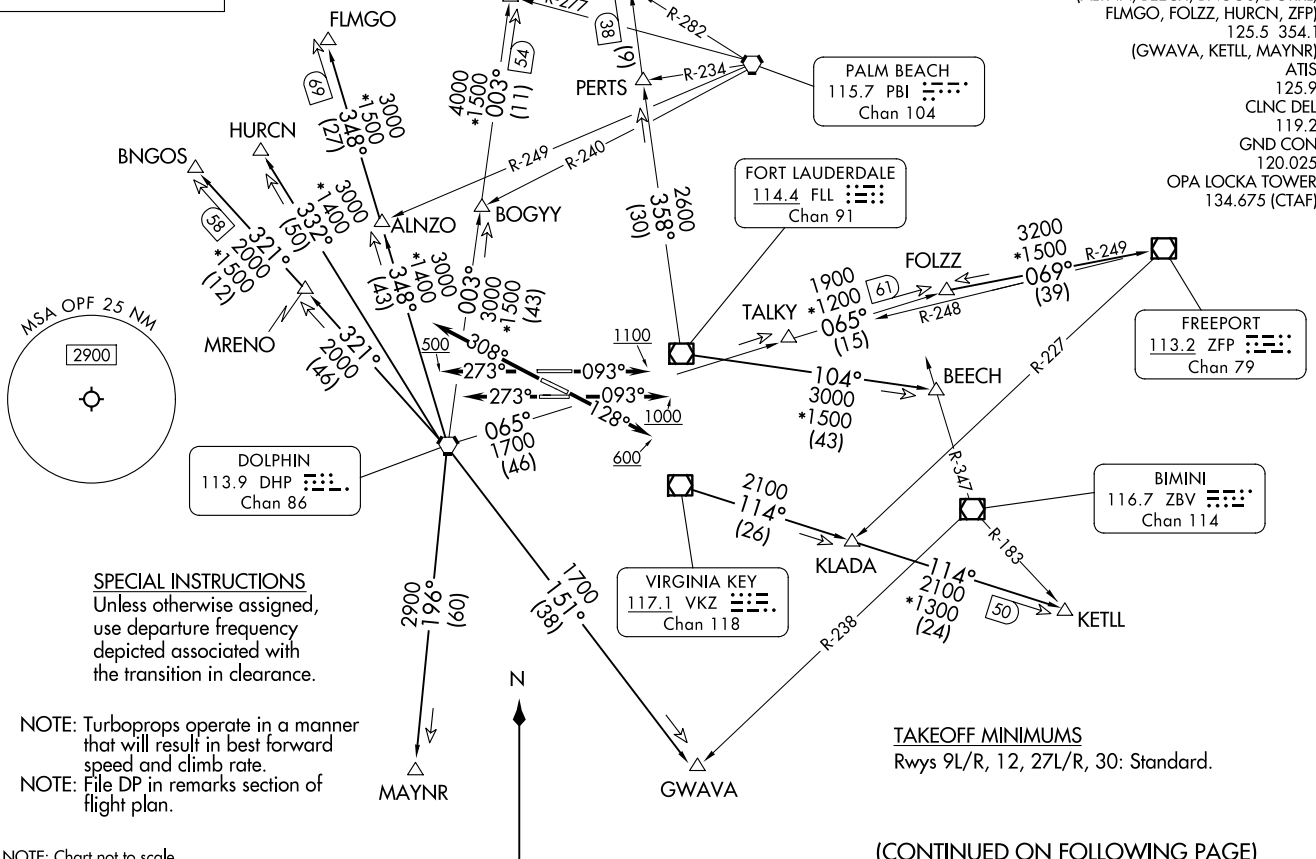 FLMGO, FOLZZ, HURCN, ZFP)
125.5 354.1
(GWAVA, KETLL, MAYNR)
ATIS
125.9
CLNC DEL
119.2
GND CON
120.025
OPA LOCKA TOWER
134.675 (CTAF)
R-277
R-282
38
(9)
54
4000
*1500
003°
(11)
PERTS
R-234
PALM BEACH
115.7 PBI
Chan 104
FLMGO
69
3000
*1500
348°
(27)
HURCN
BNGOS
58
321°
2000
*1500
(12)
3000
*1400
332°
(50)
ALNZO
BOGYY
R-249
R-240
2600
358°
(30)
FORT LAUDERDALE
114.4 FLL
Chan 91
3000
*1400
348°
(43)
003°
3000
*1500
(43)
MRENO
321°
2000
(46)
MSA OPF 25 NM
2900
FOLZZ
3200
*1500
069°
(39)
R-249
R-248
1900
*1200
61
065°
(15)
TALKY
FREEPORT
113.2 ZFP
Chan 79
R-227
308°
500
1100
273°
093°
273°
093°
128°
1000
600
065°
1700
(46)
104°
3000
*1500
(43)
BEECH
R-347
DOLPHIN
113.9 DHP
Chan 86
BIMINI
116.7 ZBV
Chan 114
R-183
R-238
2100
114°
(26)
KLADA
VIRGINIA KEY
117.1 VKZ
Chan 118
114°
2100
*1300
(24)
50
KETLL
2900
196°
(60)
1700
151°
(38)
SPECIAL INSTRUCTIONS
Unless otherwise assigned,
use departure frequency
depicted associated with
the transition in clearance.
N
NOTE: Turboprops operate in a manner
that will result in best forward
speed and climb rate.
NOTE: File DP in remarks section of
flight plan.
MAYNR
GWAVA
TAKEOFF MINIMUMS
Rwys 9L/R, 12, 27L/R, 30: Standard.
NOTE: Chart not to scale
(CONTINUED ON FOLLOWING PAGE)